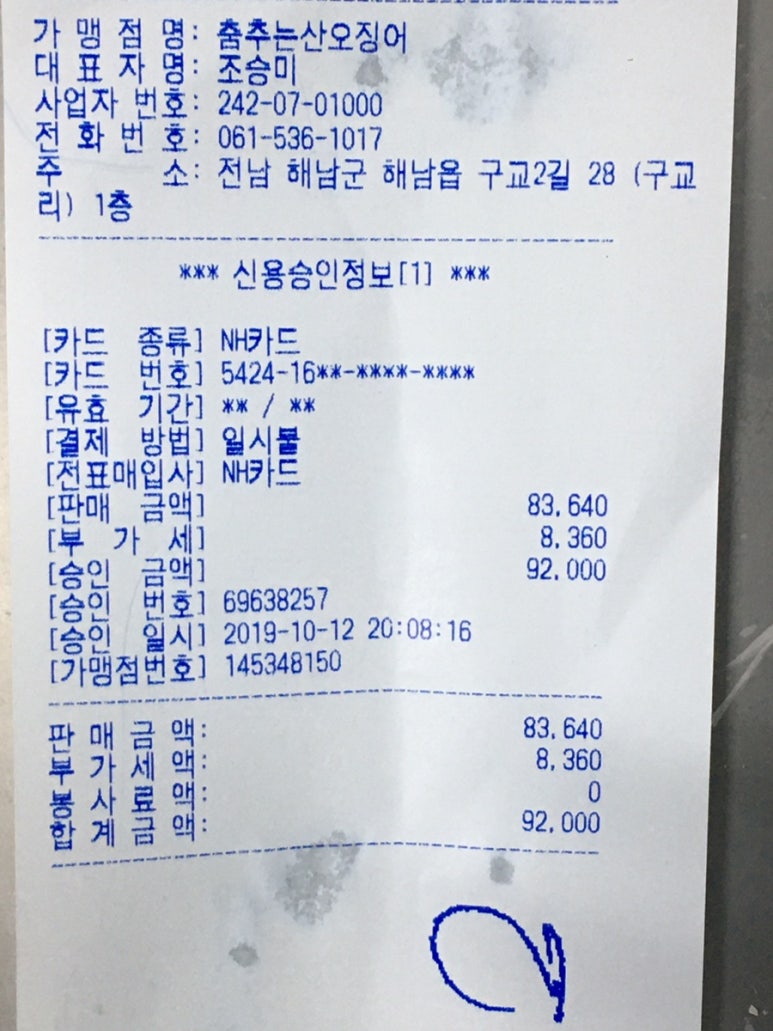 가 맹 점 명: 춤추는산오징어
대 표 자 명: 조승미
사업자 번호: 242-07-01000
전 화 번 호: 061-536-1017
주 소: 전남 해남군 해남읍 구교2길 28 (구교
리) 1층
*** 신용승인정보[1] ***
[카드 종류] NH카드
[카드 번호] 5424-16**-****-****
[유효 기간] ** / **
[결제 방법] 일시불
[전표매입사] NH카드
[판매 금액] 83,640
[부 가 세] 8,360
[승인 금액] 92,000
[승인 번호] 69638257
[승인 일시] 2019-10-12 20:08:16
[가맹점번호] 145348150
판 매 금 액: 83,640
부 가 세 액: 8,360
봉 사 료 액: 0
합 계 금 액: 92,000